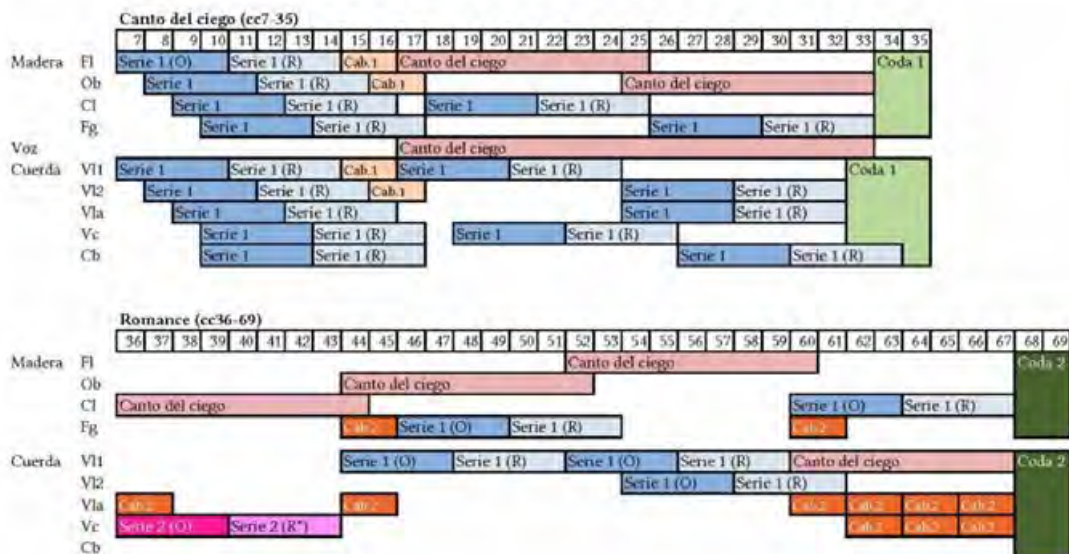 Canto del ciego (cc7-35)
7 8 9 10 11 12 13 14 15 16 17 18 19 20 21 22 23 24 25 26 27 28 29 30 31 32 33 34 35
Madera Fl Serie 1 (O) Serie 1 (R) Cab.1 Canto del ciego Coda 1
Ob Serie 1 Serie 1 (R) Cab.1 Canto del ciego
Cl Serie 1 Serie 1 (R) Serie 1 Serie 1 (R)
Fg Serie 1 Serie 1 (R) Serie 1 Serie 1 (R)
Voz Canto del ciego
Cuerda Vl1 Serie 1 Serie 1 (R) Cab.1 Serie 1 Serie 1 (R) Coda 1
Vl2 Serie 1 Serie 1 (R) Cab.1 Serie 1 Serie 1 (R)
Vla Serie 1 Serie 1 (R) Serie 1 Serie 1 (R)
Vc Serie 1 Serie 1 (R) Serie 1 Serie 1 (R)
Cb Serie 1 Serie 1 (R) Serie 1 Serie 1 (R)
Romance (cc36-69)
36 37 38 39 40 41 42 43 44 45 46 47 48 49 50 51 52 53 54 55 56 57 58 59 60 61 62 63 64 65 66 67 68 69
Madera Fl Canto del ciego Coda 2
Ob Canto del ciego
Cl Canto del ciego Serie 1 (O) Serie 1 (R)
Fg Cab.2 Serie 1 (O) Serie 1 (R) Cab.2
Cuerda Vl1 Serie 1 (O) Serie 1 (R) Serie 1 (O) Serie 1 (R) Canto del ciego Coda 2
Vl2 Serie 1 (O) Serie 1 (R)
Vla Cab.2 Cab.2 Cab.2 Cab.2 Cab.2 Cab.2
Vc Serie 2 (O) Serie 2 (R*) Cab.2 Cab.2 Cab.2
Cb